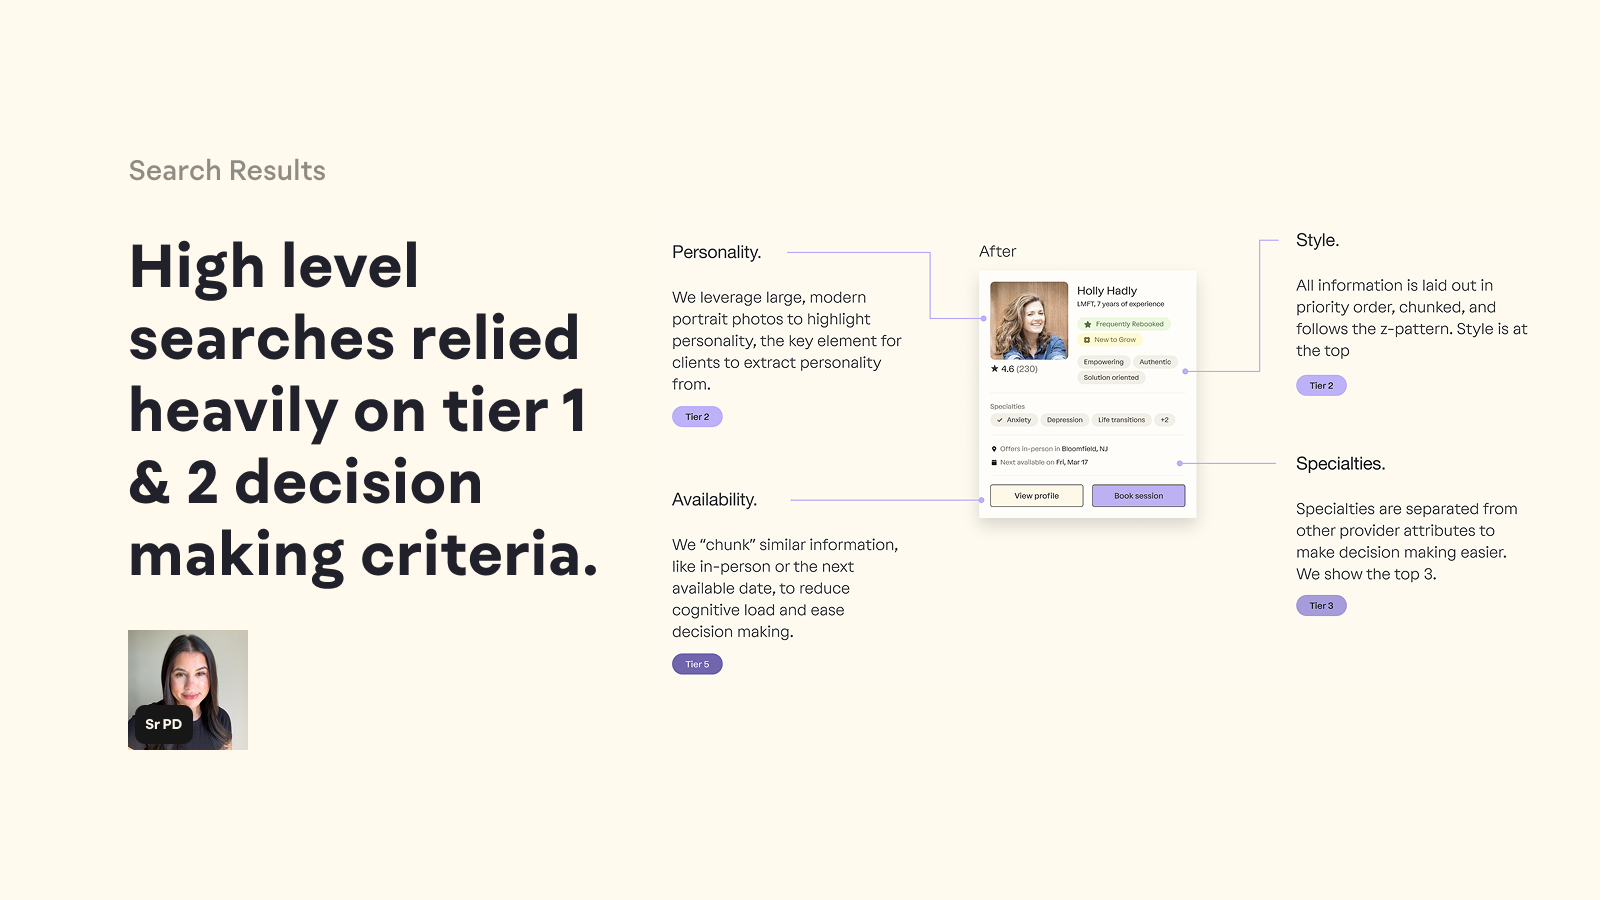 Search Results
High level
searches relied
heavily on tier 1
& 2 decision
making criteria.
Sr PD
Personality.
We leverage large, modern
portrait photos to highlight
personality, the key element for
clients to extract personality
from.
Tier 2
Availability.
We “chunk” similar information,
like in-person or the next
available date, to reduce
cognitive load and ease
decision making.
Tier 5
After
Holly Hadly
LMFT, 7 years of experience
Frequently Rebooked
New to Grow
Empowering Authentic
Solution oriented
4.6 (230)
Specialties
Anxiety Depression Life transitions +2
Offers in-person in Bloomfield, NJ
Next available on Fri, Mar 17
View profile Book session
Style.
All information is laid out in
priority order, chunked, and
follows the z-pattern. Style is at
the top
Tier 2
Specialties.
Specialties are separated from
other provider attributes to
make decision making easier.
We show the top 3.
Tier 3